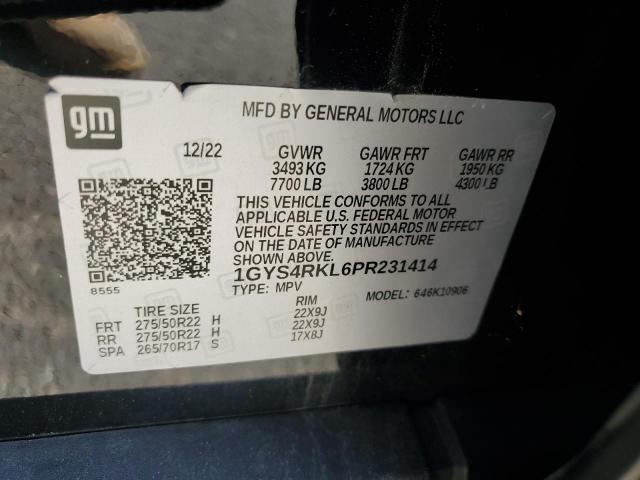 gm
MFD BY GENERAL MOTORS LLC
12/22 GVWR GAWR FRT GAWR RR
3493 KG 1724 KG 1950 KG
7700 LB 3800 LB 4300 LB
THIS VEHICLE CONFORMS TO ALL
APPLICABLE U.S. FEDERAL MOTOR
VEHICLE SAFETY STANDARDS IN EFFECT
ON THE DATE OF MANUFACTURE
SHOWN ABOVE.
8555
1GYS4RKL6PR231414
TYPE: MPV MODEL: 646K10906
TIRE SIZE RIM
FRT 275/50R22 H 22X9J
RR 275/50R22 H 22X9J
SPA 265/70R17 S 17X8J